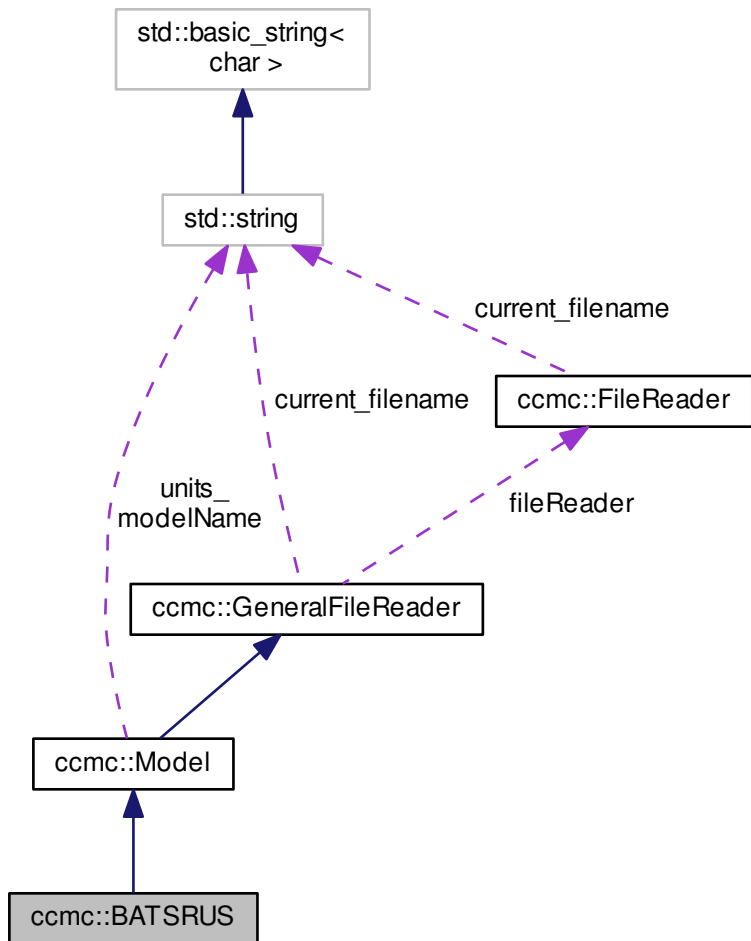 std::basic_string<
char >
std::string
current_filename
ccmc::FileReader
current_filename
units_
modelName
fileReader
ccmc::GeneralFileReader
ccmc::Model
ccmc::BATSRUS